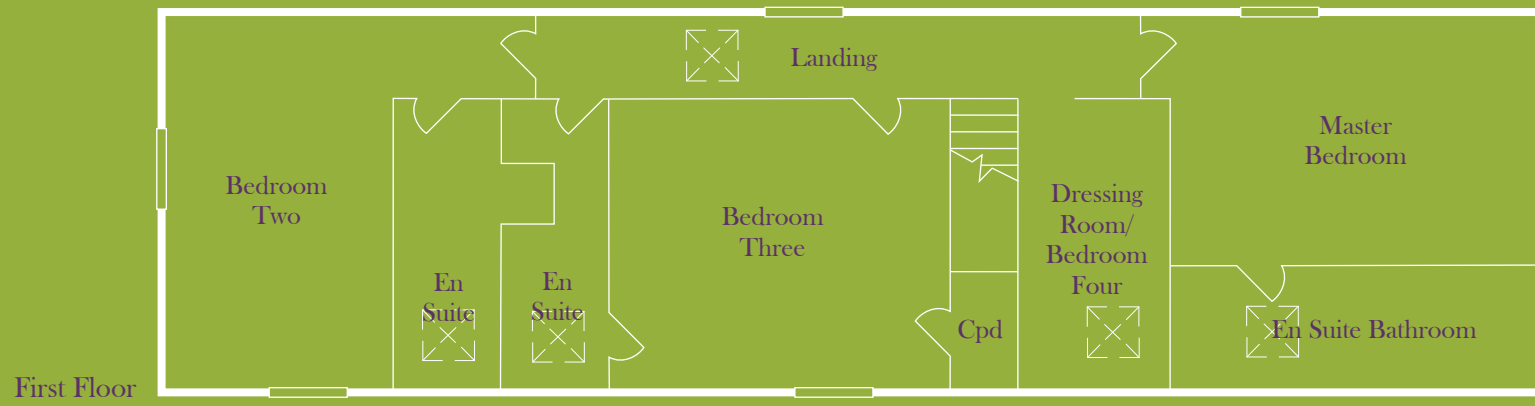 Landing
Master
Bedroom
Bedroom
Two
Bedroom
Three
Dressing
Room/
Bedroom
Four
En
Suite
En
Suite
Cpd
En Suite Bathroom
First Floor